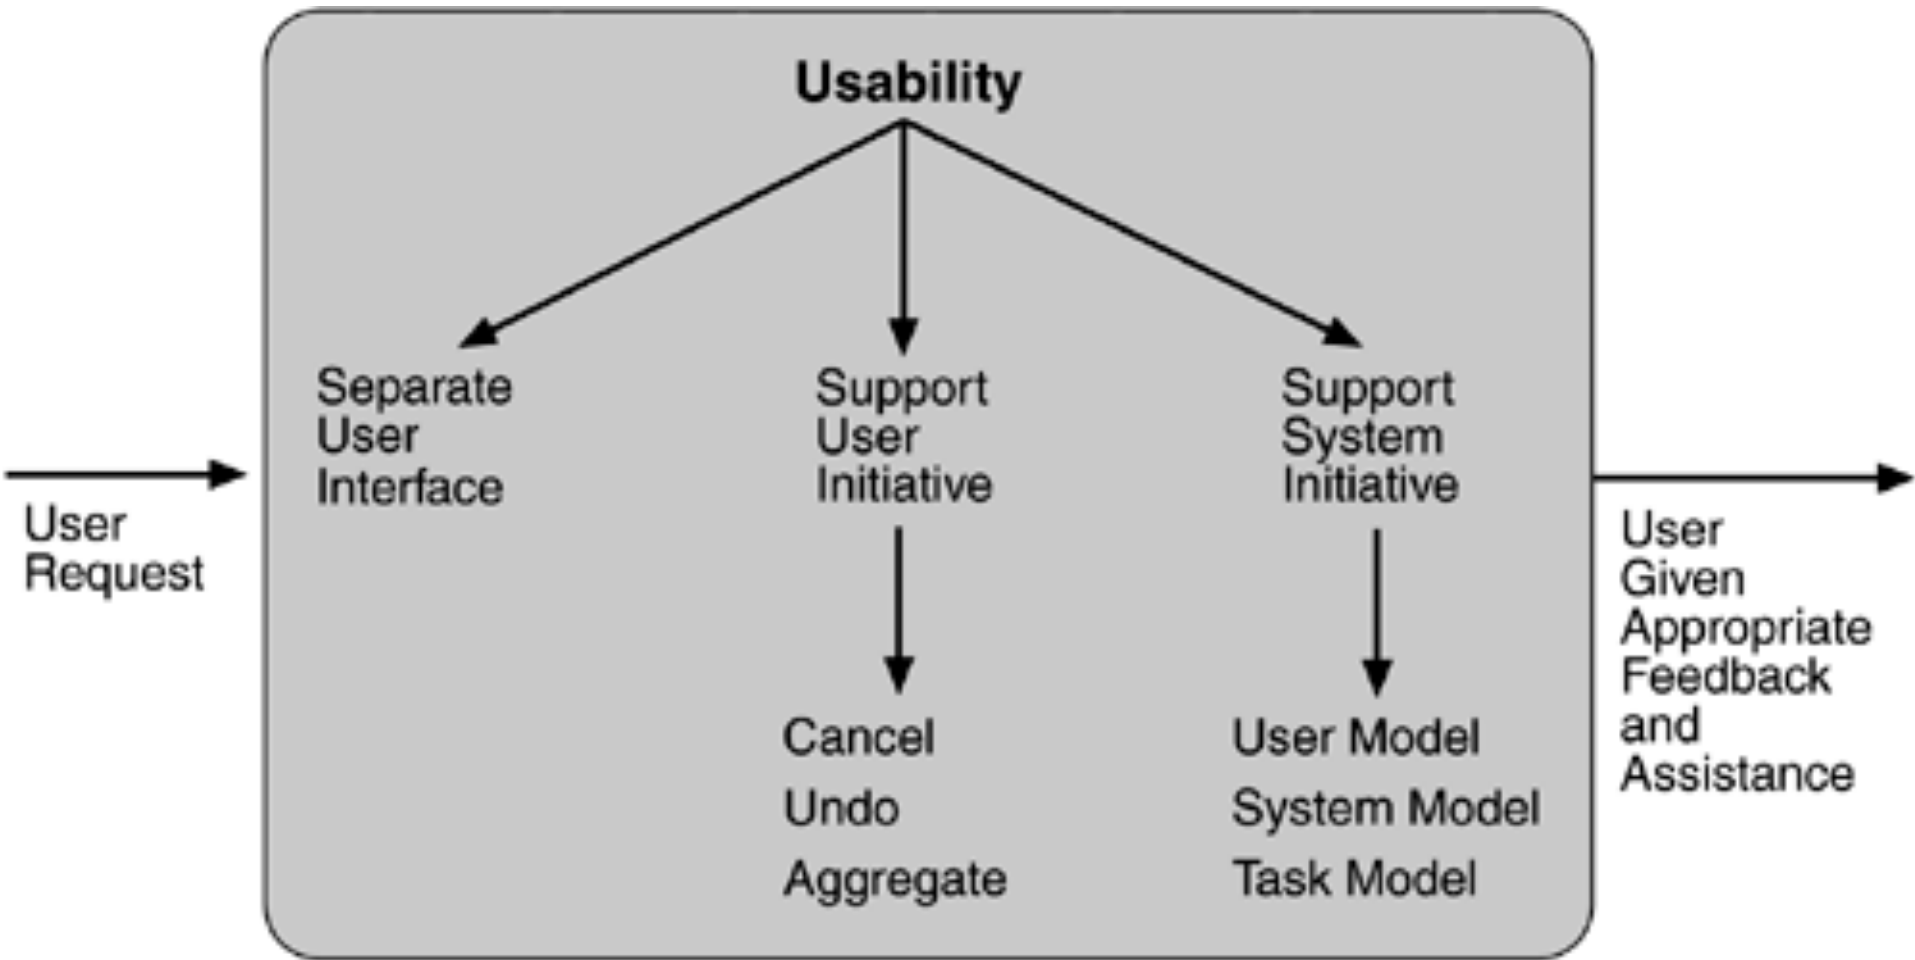 Usability
Separate
User
Interface
Support
User
Initiative
Support
System
Initiative
User
Request
User
Given
Appropriate
Feedback
and
Assistance
Cancel
Undo
Aggregate
User Model
System Model
Task Model